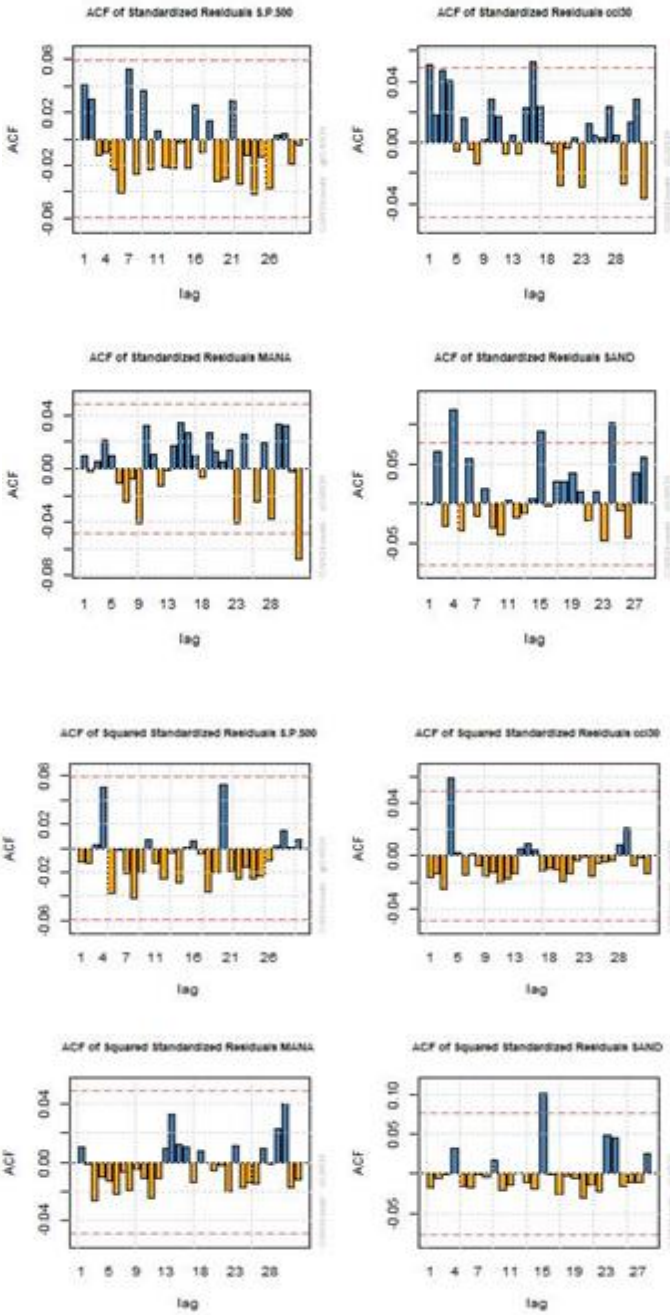 ACF of Standardized Residuals S.P.500
ACF
0.06
0.02
-0.02
-0.06
1 4 7 11 16 21 26
lag
ACF of Standardized Residuals cci30
ACF
0.04
0.00
-0.04
1 5 9 13 18 23 28
lag
ACF of Standardized Residuals MANA
ACF
0.04
0.00
-0.04
-0.08
1 5 9 13 18 23 28
lag
ACF of Standardized Residuals SAND
ACF
0.05
-0.05
1 4 7 11 15 19 23 27
lag
ACF of Squared Standardized Residuals S.P.500
ACF
0.06
0.02
-0.02
-0.06
1 4 7 11 16 21 26
lag
ACF of Squared Standardized Residuals cci30
ACF
0.04
0.00
-0.04
1 5 9 13 18 23 28
lag
ACF of Squared Standardized Residuals MANA
ACF
0.04
0.00
-0.04
1 5 9 13 18 23 28
lag
ACF of Squared Standardized Residuals SAND
ACF
0.10
0.05
-0.05
1 4 7 11 15 19 23 27
lag